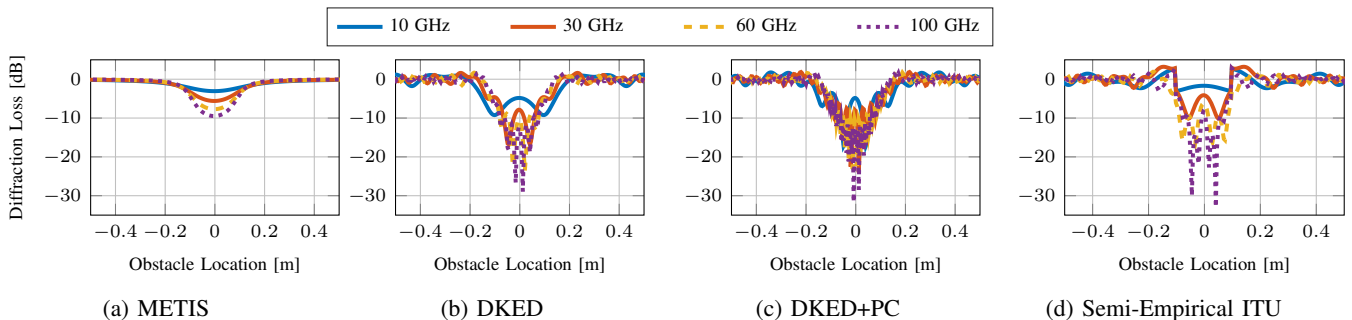 10 GHz 30 GHz 60 GHz 100 GHz
Diffraction Loss [dB]
0
−10
−20
−30
−0.4 −0.2 0 0.2 0.4
Obstacle Location [m]
(a) METIS
0
−10
−20
−30
−0.4 −0.2 0 0.2 0.4
Obstacle Location [m]
(b) DKED
0
−10
−20
−30
−0.4 −0.2 0 0.2 0.4
Obstacle Location [m]
(c) DKED+PC
0
−10
−20
−30
−0.4 −0.2 0 0.2 0.4
Obstacle Location [m]
(d) Semi-Empirical ITU